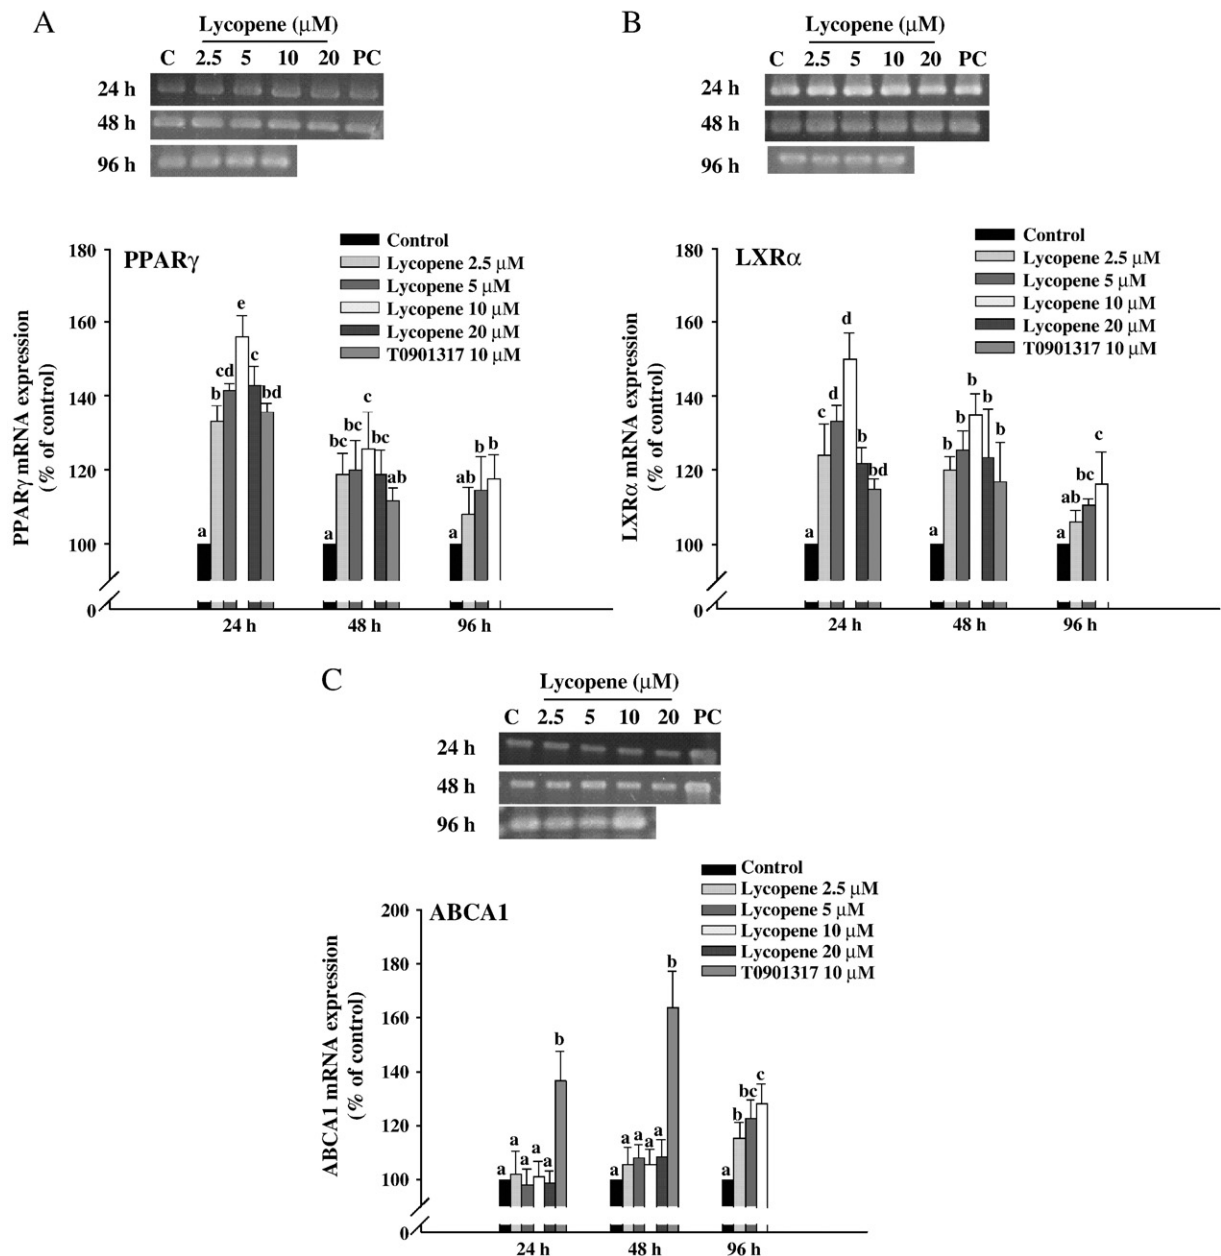 A
Lycopene (μM)
C 2.5 5 10 20 PC
24 h
48 h
96 h
PPARγ
Control
Lycopene 2.5 μM
Lycopene 5 μM
Lycopene 10 μM
Lycopene 20 μM
T0901317 10 μM
PPARγ mRNA expression
(% of control)
180
160
140
120
100
0
a b cd e c bd
a bc bc c bc ab
a ab b b
24 h 48 h 96 h
B
Lycopene (μM)
C 2.5 5 10 20 PC
24 h
48 h
96 h
LXRα
Control
Lycopene 2.5 μM
Lycopene 5 μM
Lycopene 10 μM
Lycopene 20 μM
T0901317 10 μM
LXRα mRNA expression
(% of control)
180
160
140
120
100
0
a c d d b bd
a b b b b b
a ab bc c
24 h 48 h 96 h
C
Lycopene (μM)
C 2.5 5 10 20 PC
24 h
48 h
96 h
ABCA1
Control
Lycopene 2.5 μM
Lycopene 5 μM
Lycopene 10 μM
Lycopene 20 μM
T0901317 10 μM
ABCA1 mRNA expression
(% of control)
200
180
160
140
120
100
0
a a a a a b
a a a a a b
a b bc c
24 h 48 h 96 h